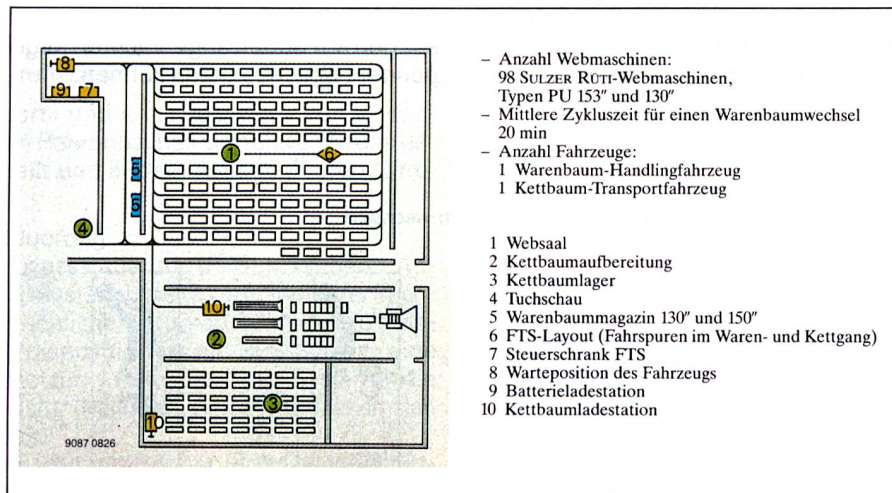 8
9
7
1
6
5
5
4
10
2
3
10
9087 0826
– Anzahl Webmaschinen:
98 SULZER RÜTI-Webmaschinen,
Typen PU 153″ und 130″
– Mittlere Zykluszeit für einen Warenbaumwechsel
20 min
– Anzahl Fahrzeuge:
1 Warenbaum-Handlingfahrzeug
1 Kettbaum-Transportfahrzeug
1 Websaal
2 Kettbaumaufbereitung
3 Kettbaumlager
4 Tuchschau
5 Warenbaummagazin 130″ und 150″
6 FTS-Layout (Fahrspuren im Waren- und Kettgang)
7 Steuerschrank FTS
8 Warteposition des Fahrzeugs
9 Batterieladestation
10 Kettbaumladestation